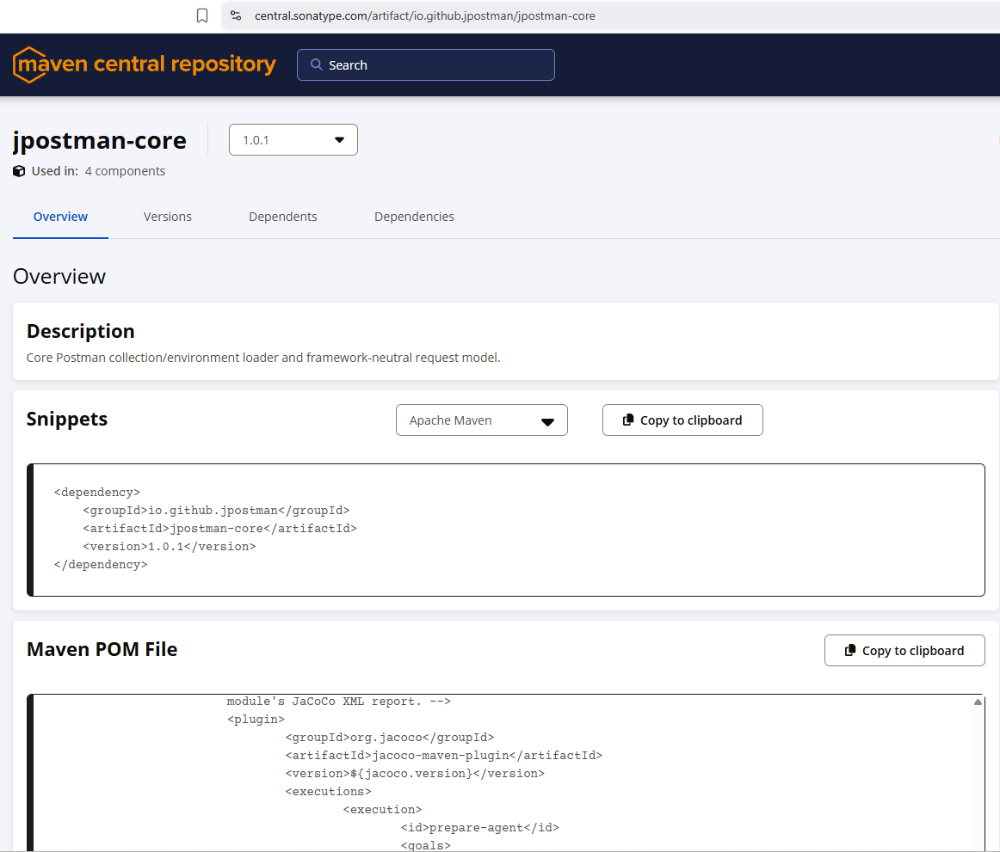 central.sonatype.com/artifact/io.github.jpostman/jpostman-core
maven central repository
Search
jpostman-core
1.0.1
Used in: 4 components
Overview Versions Dependents Dependencies
Overview
Description
Core Postman collection/environment loader and framework-neutral request model.
Snippets
Apache Maven
Copy to clipboard
<dependency>
    <groupId>io.github.jpostman</groupId>
    <artifactId>jpostman-core</artifactId>
    <version>1.0.1</version>
</dependency>
Maven POM File
Copy to clipboard
module's JaCoCo XML report. -->
<plugin>
        <groupId>org.jacoco</groupId>
        <artifactId>jacoco-maven-plugin</artifactId>
        <version>${jacoco.version}</version>
        <executions>
                <execution>
                        <id>prepare-agent</id>
                        <goals>